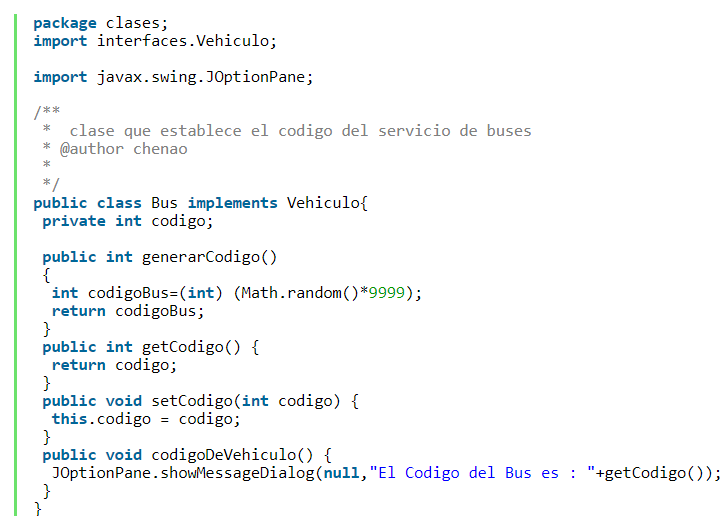 package clases;
import interfaces.Vehiculo;

import javax.swing.JOptionPane;

/**
 *  clase que establece el codigo del servicio de buses
 * @author chenao
 *
 */
public class Bus implements Vehiculo{
 private int codigo;

 public int generarCodigo()
 {
  int codigoBus=(int) (Math.random()*9999);
  return codigoBus;
 }
 public int getCodigo() {
  return codigo;
 }
 public void setCodigo(int codigo) {
  this.codigo = codigo;
 }
 public void codigoDeVehiculo() {
  JOptionPane.showMessageDialog(null,"El Codigo del Bus es : "+getCodigo());
 }
}